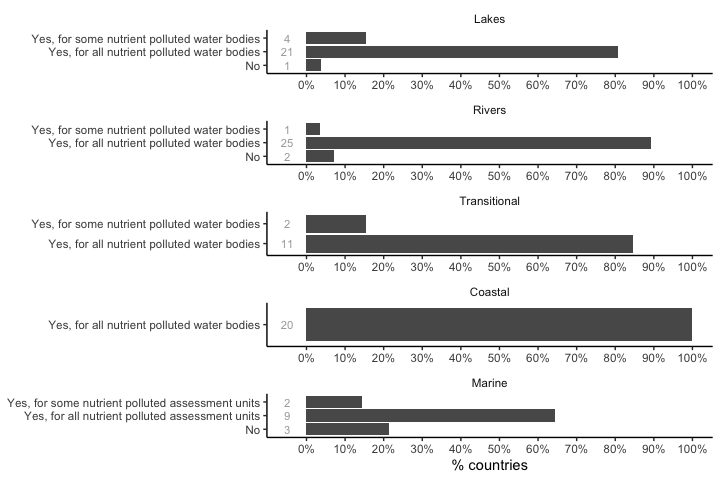 Lakes
Yes, for some nutrient polluted water bodies 4
Yes, for all nutrient polluted water bodies 21
No 1
0% 10% 20% 30% 40% 50% 60% 70% 80% 90% 100%
Rivers
Yes, for some nutrient polluted water bodies 1
Yes, for all nutrient polluted water bodies 25
No 2
0% 10% 20% 30% 40% 50% 60% 70% 80% 90% 100%
Transitional
Yes, for some nutrient polluted water bodies 2
Yes, for all nutrient polluted water bodies 11
0% 10% 20% 30% 40% 50% 60% 70% 80% 90% 100%
Coastal
Yes, for all nutrient polluted water bodies 20
0% 10% 20% 30% 40% 50% 60% 70% 80% 90% 100%
Marine
Yes, for some nutrient polluted assessment units 2
Yes, for all nutrient polluted assessment units 9
No 3
0% 10% 20% 30% 40% 50% 60% 70% 80% 90% 100%
% countries